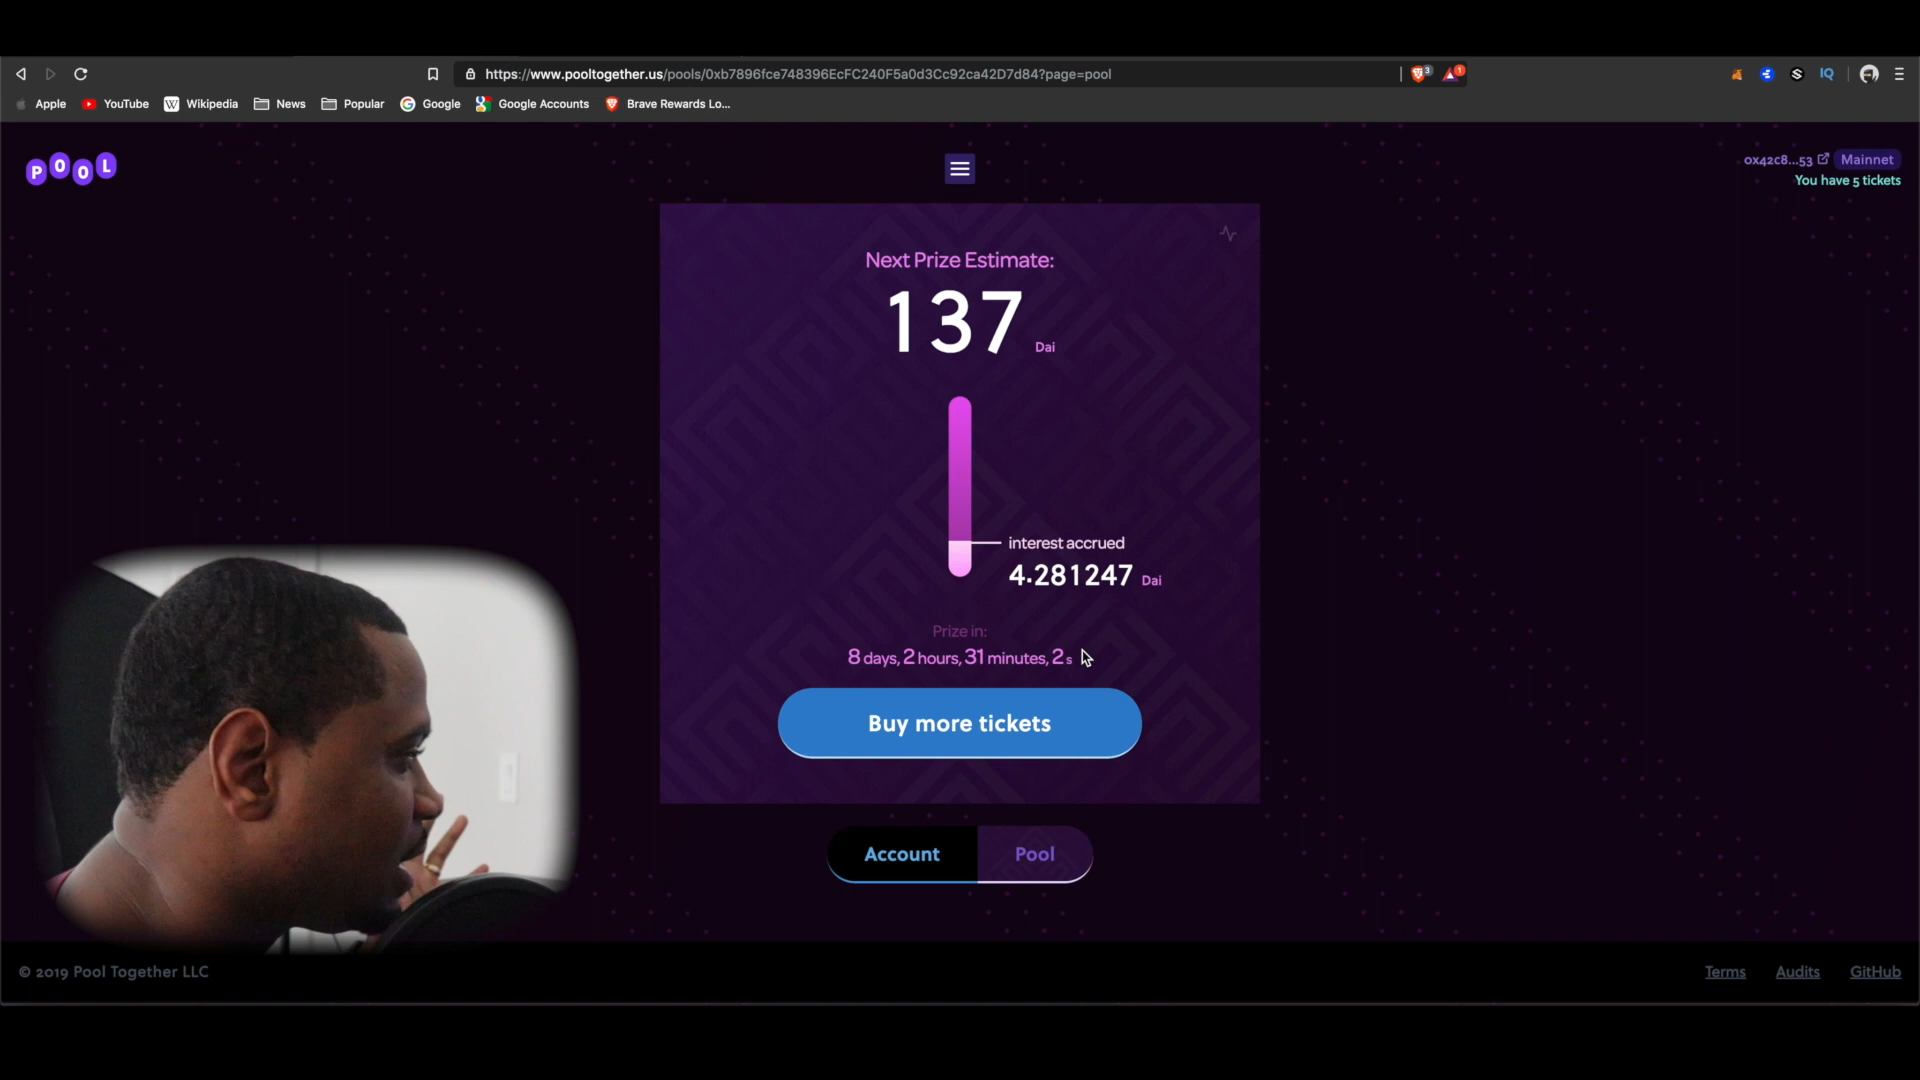 https://www.pooltogether.us/pools/0xb7896fce748396EcFC240F5a0d3Cc92ca42D7d84?page=pool
3
1
IQ
Apple
YouTube
W Wikipedia
News
Popular
Google
Google Accounts
Brave Rewards Lo...
POOL
0x42c8...53 Mainnet
You have 5 tickets
Next Prize Estimate:
137 Dai
interest accrued
4.281247 Dai
Prize in:
8 days, 2 hours, 31 minutes, 2 s
Buy more tickets
Account
Pool
© 2019 Pool Together LLC
Terms
Audits
GitHub